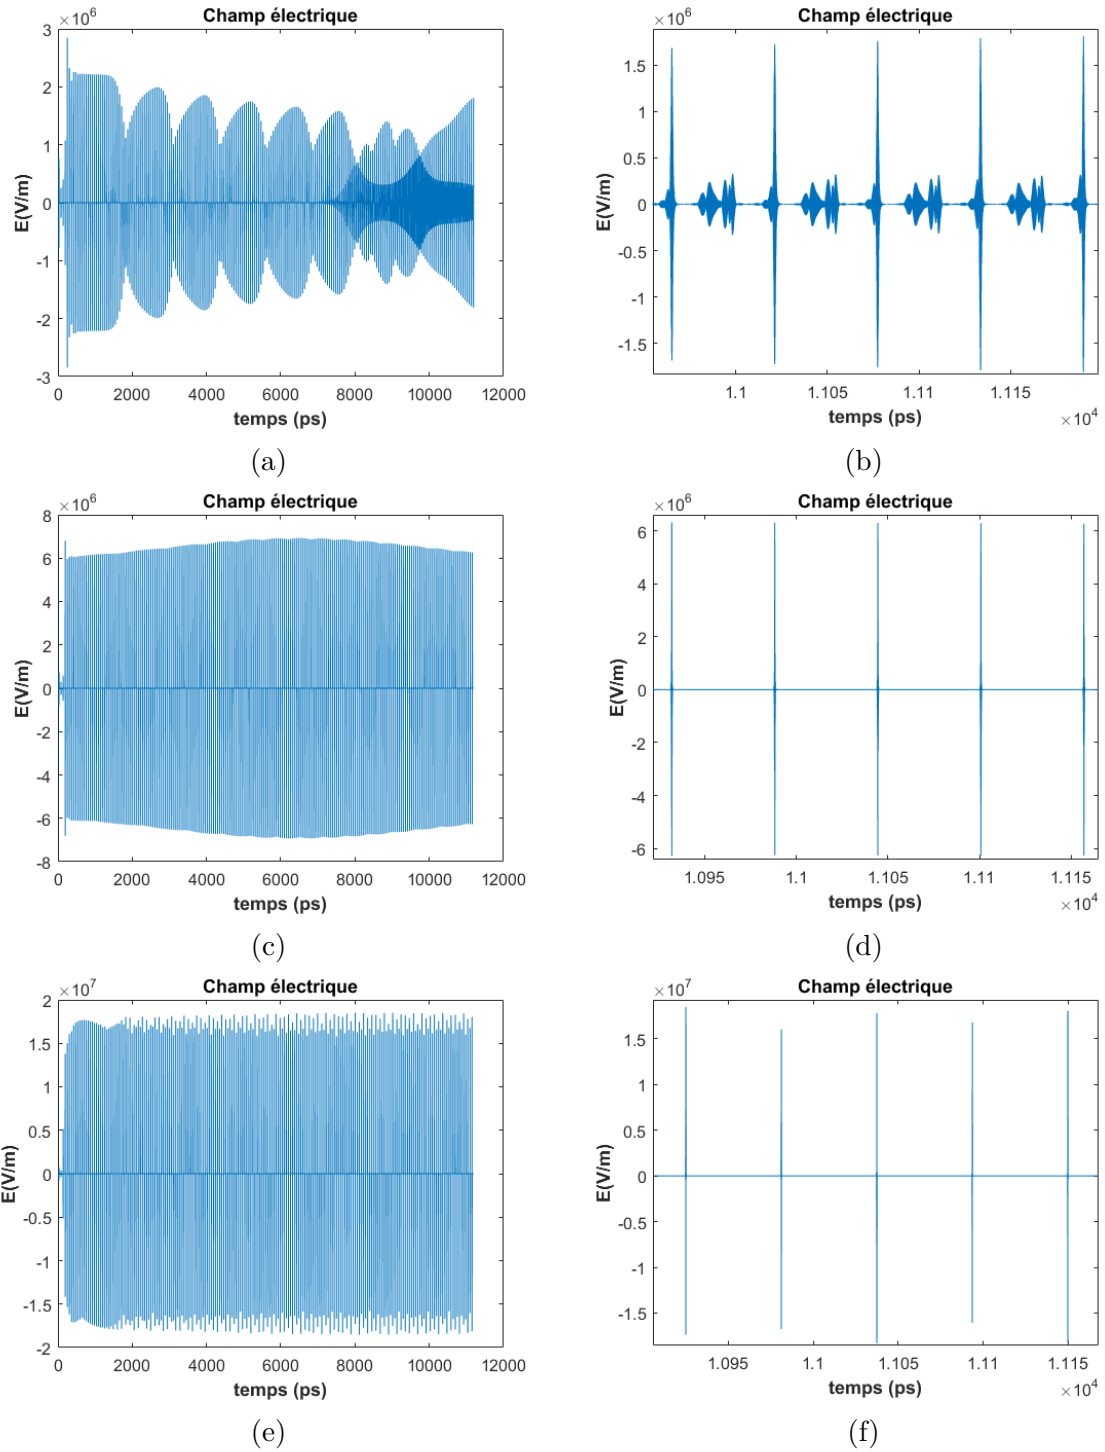 Champ électrique
×10^6
3
2
1
0
-1
-2
-3
E(V/m)
0 2000 4000 6000 8000 10000 12000
temps (ps)
(a)
Champ électrique
×10^6
1.5
1
0.5
0
-0.5
-1
-1.5
E(V/m)
1.1 1.105 1.11 1.115
×10^4
temps (ps)
(b)
Champ électrique
×10^6
8
6
4
2
0
-2
-4
-6
-8
E(V/m)
0 2000 4000 6000 8000 10000 12000
temps (ps)
(c)
Champ électrique
×10^6
6
4
2
0
-2
-4
-6
E(V/m)
1.095 1.1 1.105 1.11 1.115
×10^4
temps (ps)
(d)
Champ électrique
×10^7
2
1.5
1
0.5
0
-0.5
-1
-1.5
-2
E(V/m)
0 2000 4000 6000 8000 10000 12000
temps (ps)
(e)
Champ électrique
×10^7
1.5
1
0.5
0
-0.5
-1
-1.5
E(V/m)
1.095 1.1 1.105 1.11 1.115
×10^4
temps (ps)
(f)